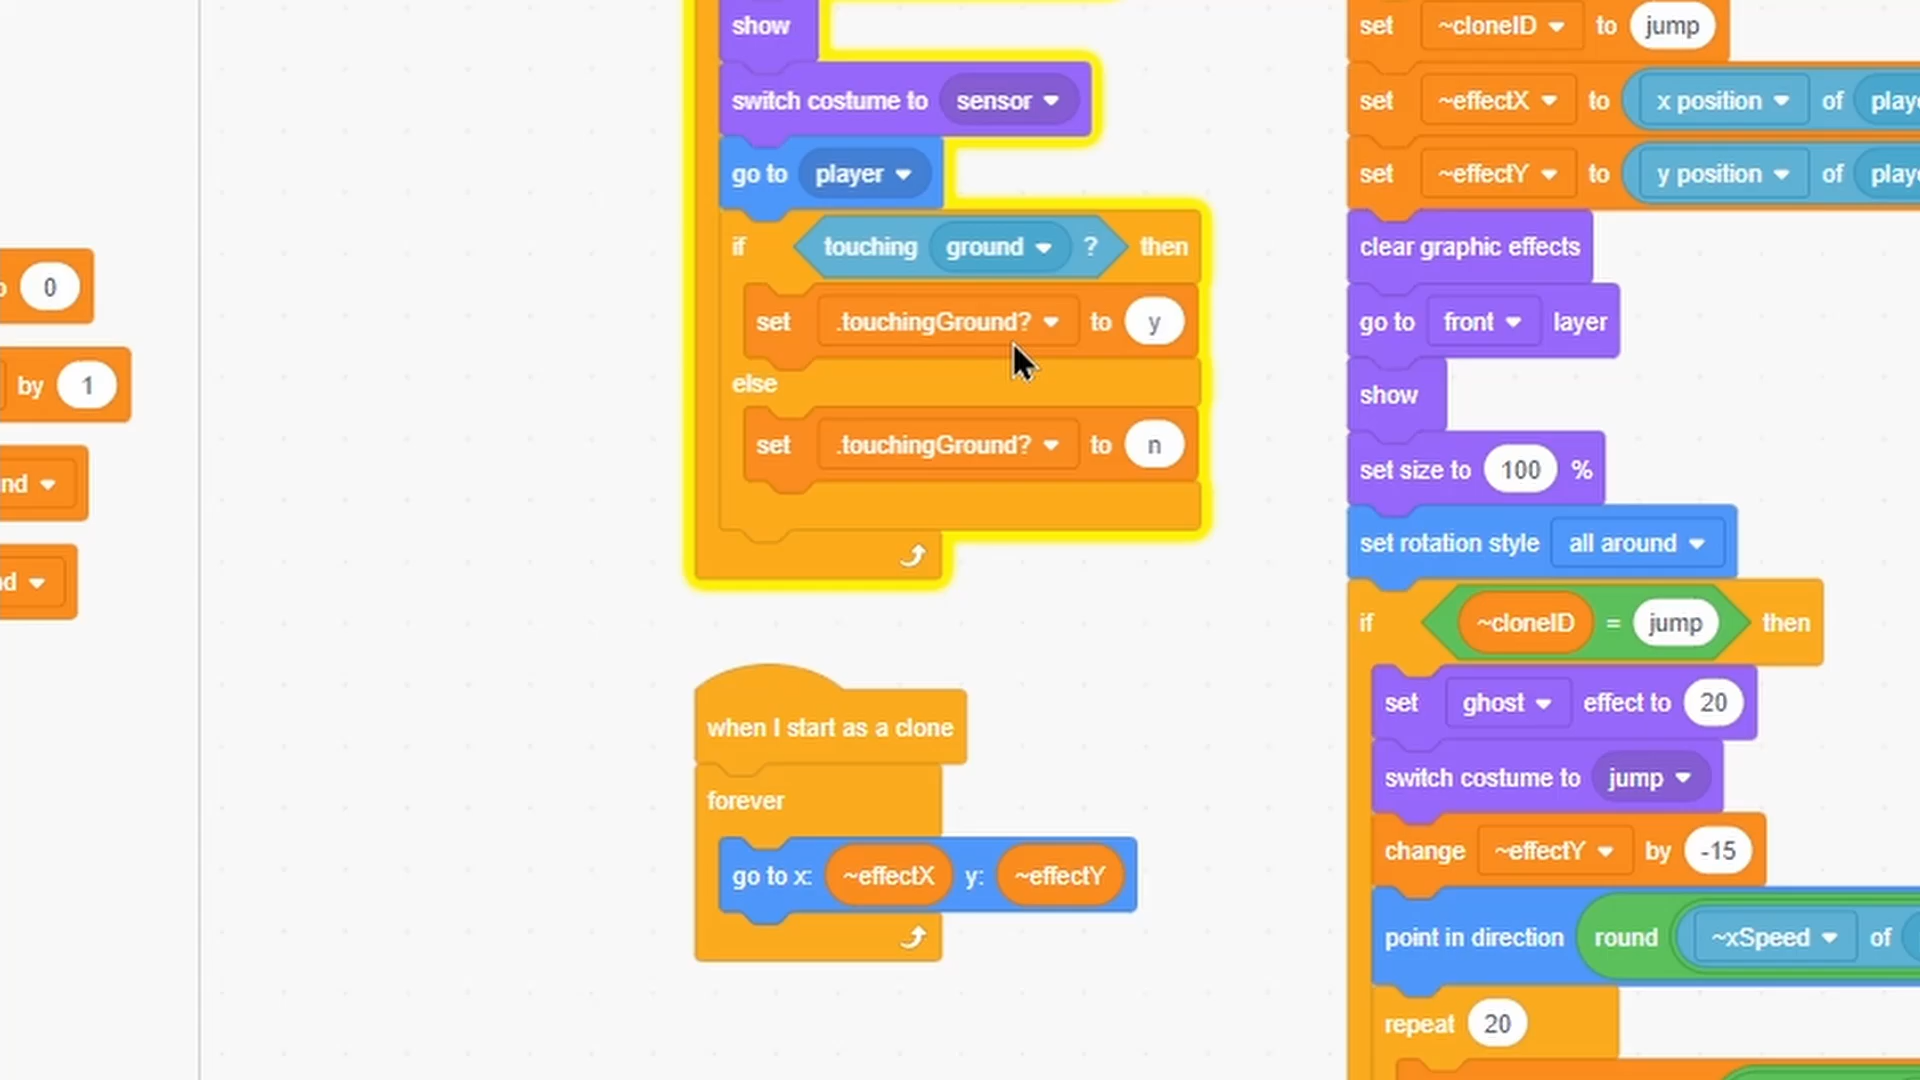 0
by 1
nd
d
show
switch costume to sensor
go to player
if touching ground ? then
set .touchingGround? to y
else
set .touchingGround? to n
when I start as a clone
forever
go to x: ~effectX y: ~effectY
set ~cloneID to jump
set ~effectX to x position of play
set ~effectY to y position of play
clear graphic effects
go to front layer
show
set size to 100 %
set rotation style all around
if ~cloneID = jump then
set ghost effect to 20
switch costume to jump
change ~effectY by -15
point in direction round ~xSpeed of
repeat 20